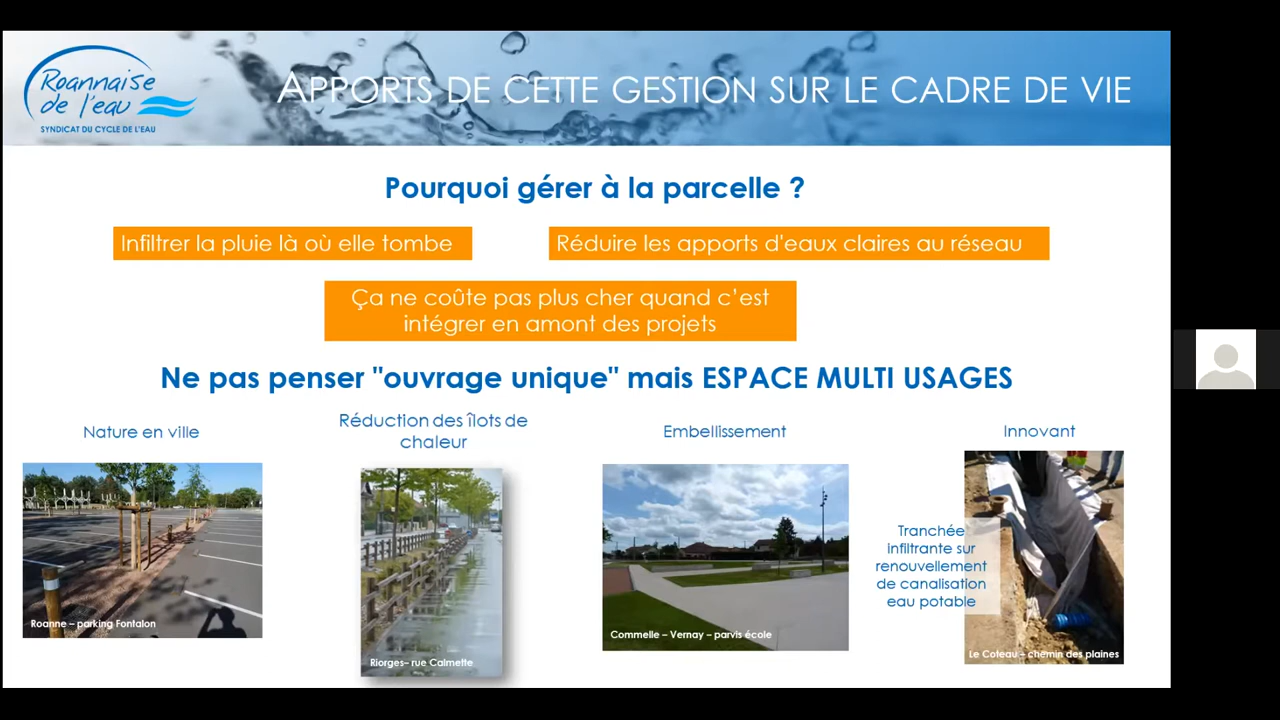 Roannaise
de l'eau
SYNDICAT DU CYCLE DE L'EAU
APPORTS DE CETTE GESTION SUR LE CADRE DE VIE
Pourquoi gérer à la parcelle ?
Infiltrer la pluie là où elle tombe
Réduire les apports d'eaux claires au réseau
Ça ne coûte pas plus cher quand c’est
intégrer en amont des projets
Ne pas penser "ouvrage unique" mais ESPACE MULTI USAGES
Nature en ville
Réduction des îlots de
chaleur
Embellissement
Innovant
Tranchée
infiltrante sur
renouvellement
de canalisation
eau potable
Roanne – parking Fontalon
Riorges– rue Calmette
Commelle – Vernay – parvis école
Le Coteau – chemin des plaines